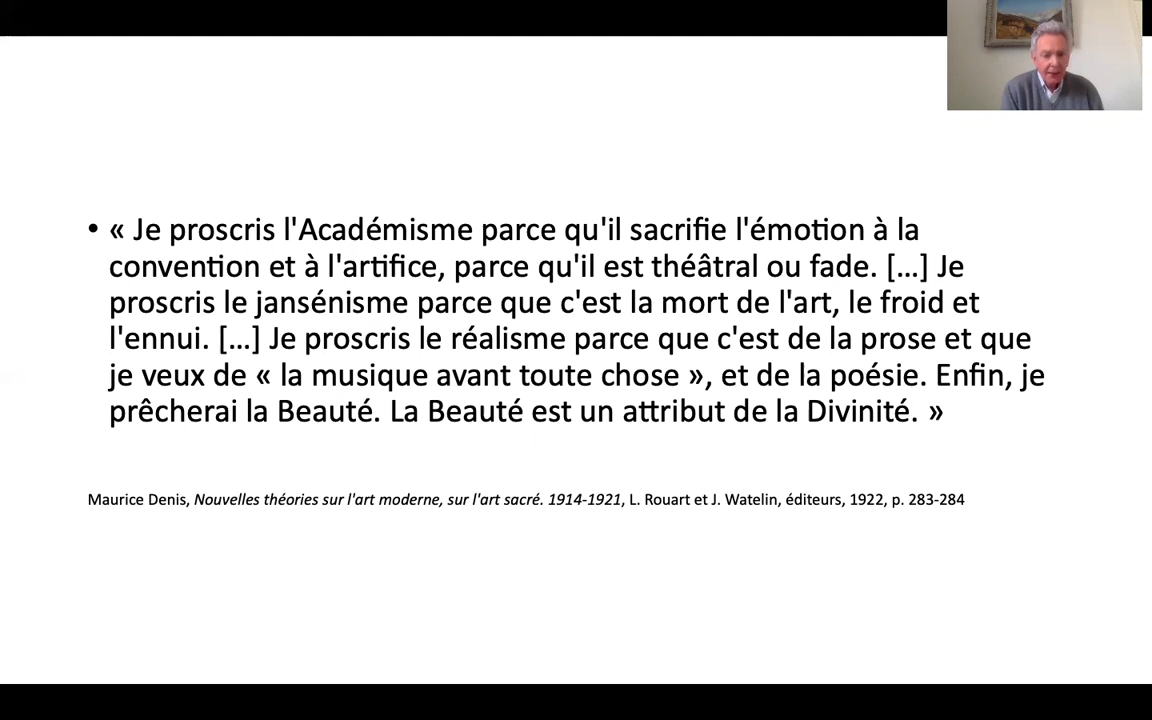 • « Je proscris l'Académisme parce qu'il sacrifie l'émotion à la
convention et à l'artifice, parce qu'il est théâtral ou fade. [...] Je
proscris le jansénisme parce que c'est la mort de l'art, le froid et
l'ennui. [...] Je proscris le réalisme parce que c'est de la prose et que
je veux de « la musique avant toute chose », et de la poésie. Enfin, je
prêcherai la Beauté. La Beauté est un attribut de la Divinité. »
Maurice Denis, Nouvelles théories sur l'art moderne, sur l'art sacré. 1914-1921, L. Rouart et J. Watelin, éditeurs, 1922, p. 283-284